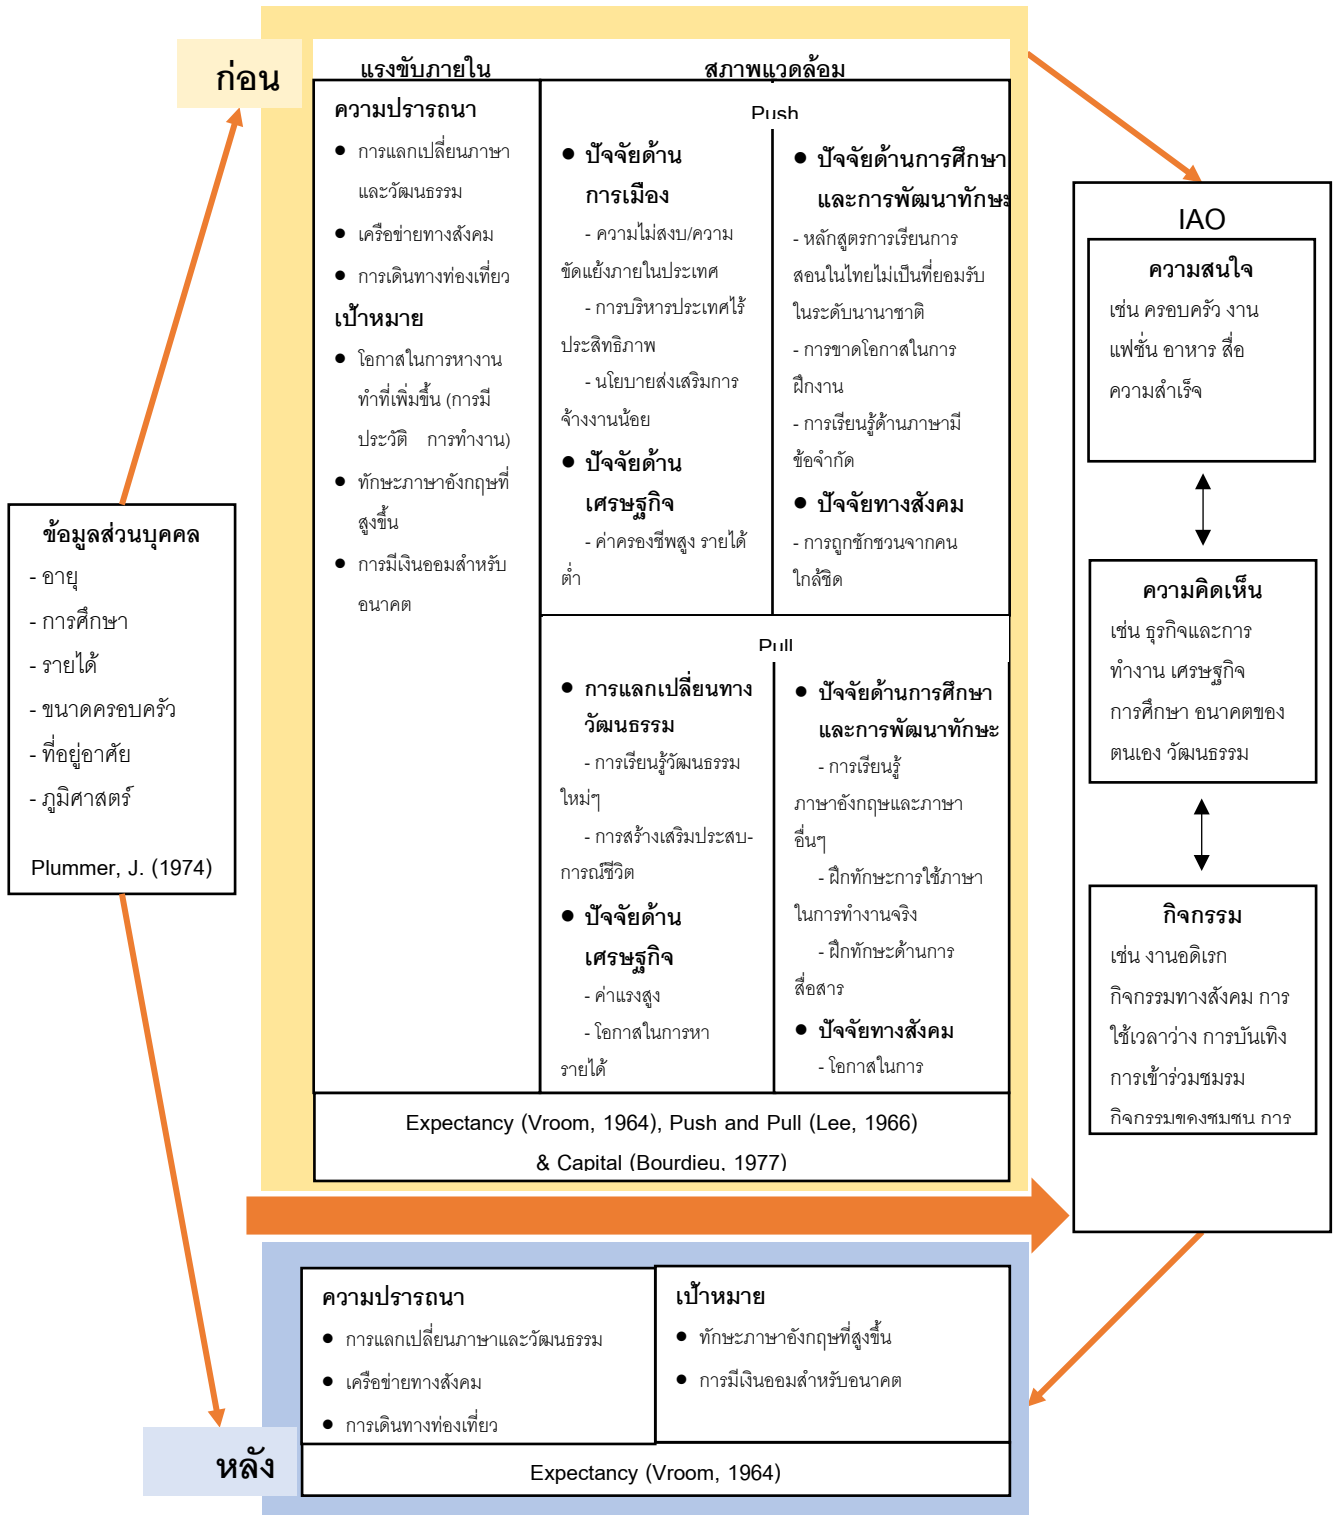 ก่อน
แรงขับภายใน
สภาพแวดล้อม
ความปรารถนา
● การแลกเปลี่ยนภาษา
และวัฒนธรรม
● เครือข่ายทางสังคม
● การเดินทางท่องเที่ยว
เป้าหมาย
● โอกาสในการหางาน
ทำที่เพิ่มขึ้น (การมี
ประวัติ การทำงาน)
● ทักษะภาษาอังกฤษที่
สูงขึ้น
● การมีเงินออมสำหรับ
อนาคต
Push
● ปัจจัยด้าน
การเมือง
- ความไม่สงบ/ความ
ขัดแย้งภายในประเทศ
- การบริหารประเทศไร้
ประสิทธิภาพ
- นโยบายส่งเสริมการ
จ้างงานน้อย
● ปัจจัยด้าน
เศรษฐกิจ
- ค่าครองชีพสูง รายได้
ต่ำ
● ปัจจัยด้านการศึกษา
และการพัฒนาทักษะ
- หลักสูตรการเรียนการ
สอนในไทยไม่เป็นที่ยอมรับ
ในระดับนานาชาติ
- การขาดโอกาสในการ
ฝึกงาน
- การเรียนรู้ด้านภาษามี
ข้อจำกัด
● ปัจจัยทางสังคม
- การถูกชักชวนจากคน
ใกล้ชิด
Pull
● การแลกเปลี่ยนทาง
วัฒนธรรม
- การเรียนรู้วัฒนธรรม
ใหม่ๆ
- การสร้างเสริมประสบ-
การณ์ชีวิต
● ปัจจัยด้าน
เศรษฐกิจ
- ค่าแรงสูง
- โอกาสในการหา
รายได้
● ปัจจัยด้านการศึกษา
และการพัฒนาทักษะ
- การเรียนรู้
ภาษาอังกฤษและภาษา
อื่นๆ
- ฝึกทักษะการใช้ภาษา
ในการทำงานจริง
- ฝึกทักษะด้านการ
สื่อสาร
● ปัจจัยทางสังคม
- โอกาสในการ
Expectancy (Vroom, 1964), Push and Pull (Lee, 1966)
& Capital (Bourdieu, 1977)
ข้อมูลส่วนบุคคล
- อายุ
- การศึกษา
- รายได้
- ขนาดครอบครัว
- ที่อยู่อาศัย
- ภูมิศาสตร์
Plummer, J. (1974)
IAO
ความสนใจ
เช่น ครอบครัว งาน
แฟชั่น อาหาร สื่อ
ความสำเร็จ
ความคิดเห็น
เช่น ธุรกิจและการ
ทำงาน เศรษฐกิจ
การศึกษา อนาคตของ
ตนเอง วัฒนธรรม
กิจกรรม
เช่น งานอดิเรก
กิจกรรมทางสังคม การ
ใช้เวลาว่าง การบันเทิง
การเข้าร่วมชมรม
กิจกรรมของชุมชน การ
ความปรารถนา
● การแลกเปลี่ยนภาษาและวัฒนธรรม
● เครือข่ายทางสังคม
● การเดินทางท่องเที่ยว
เป้าหมาย
● ทักษะภาษาอังกฤษที่สูงขึ้น
● การมีเงินออมสำหรับอนาคต
หลัง
Expectancy (Vroom, 1964)